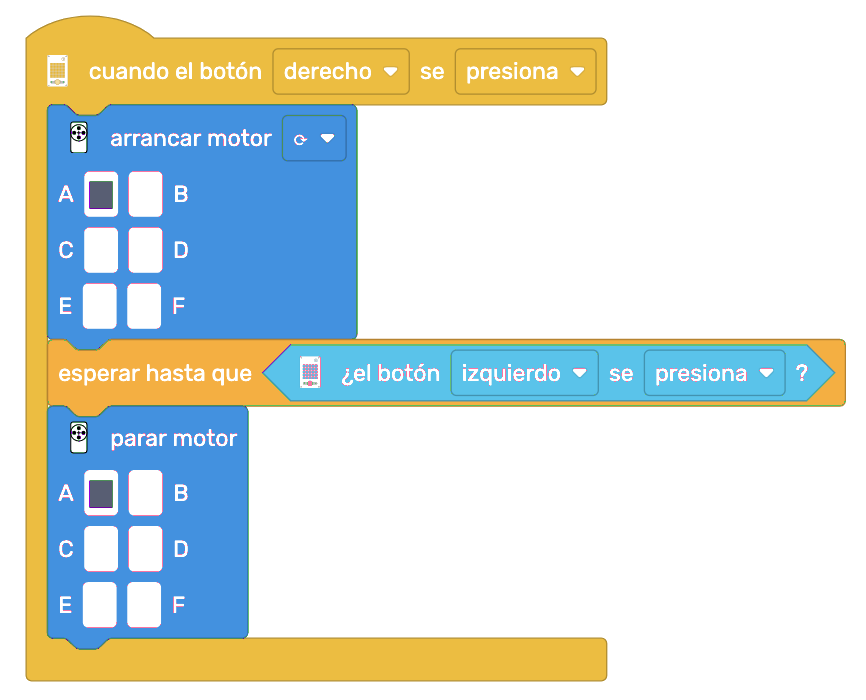 cuando el botón derecho se presiona
arrancar motor
A B
C D
E F
esperar hasta que ¿el botón izquierdo se presiona ?
parar motor
A B
C D
E F